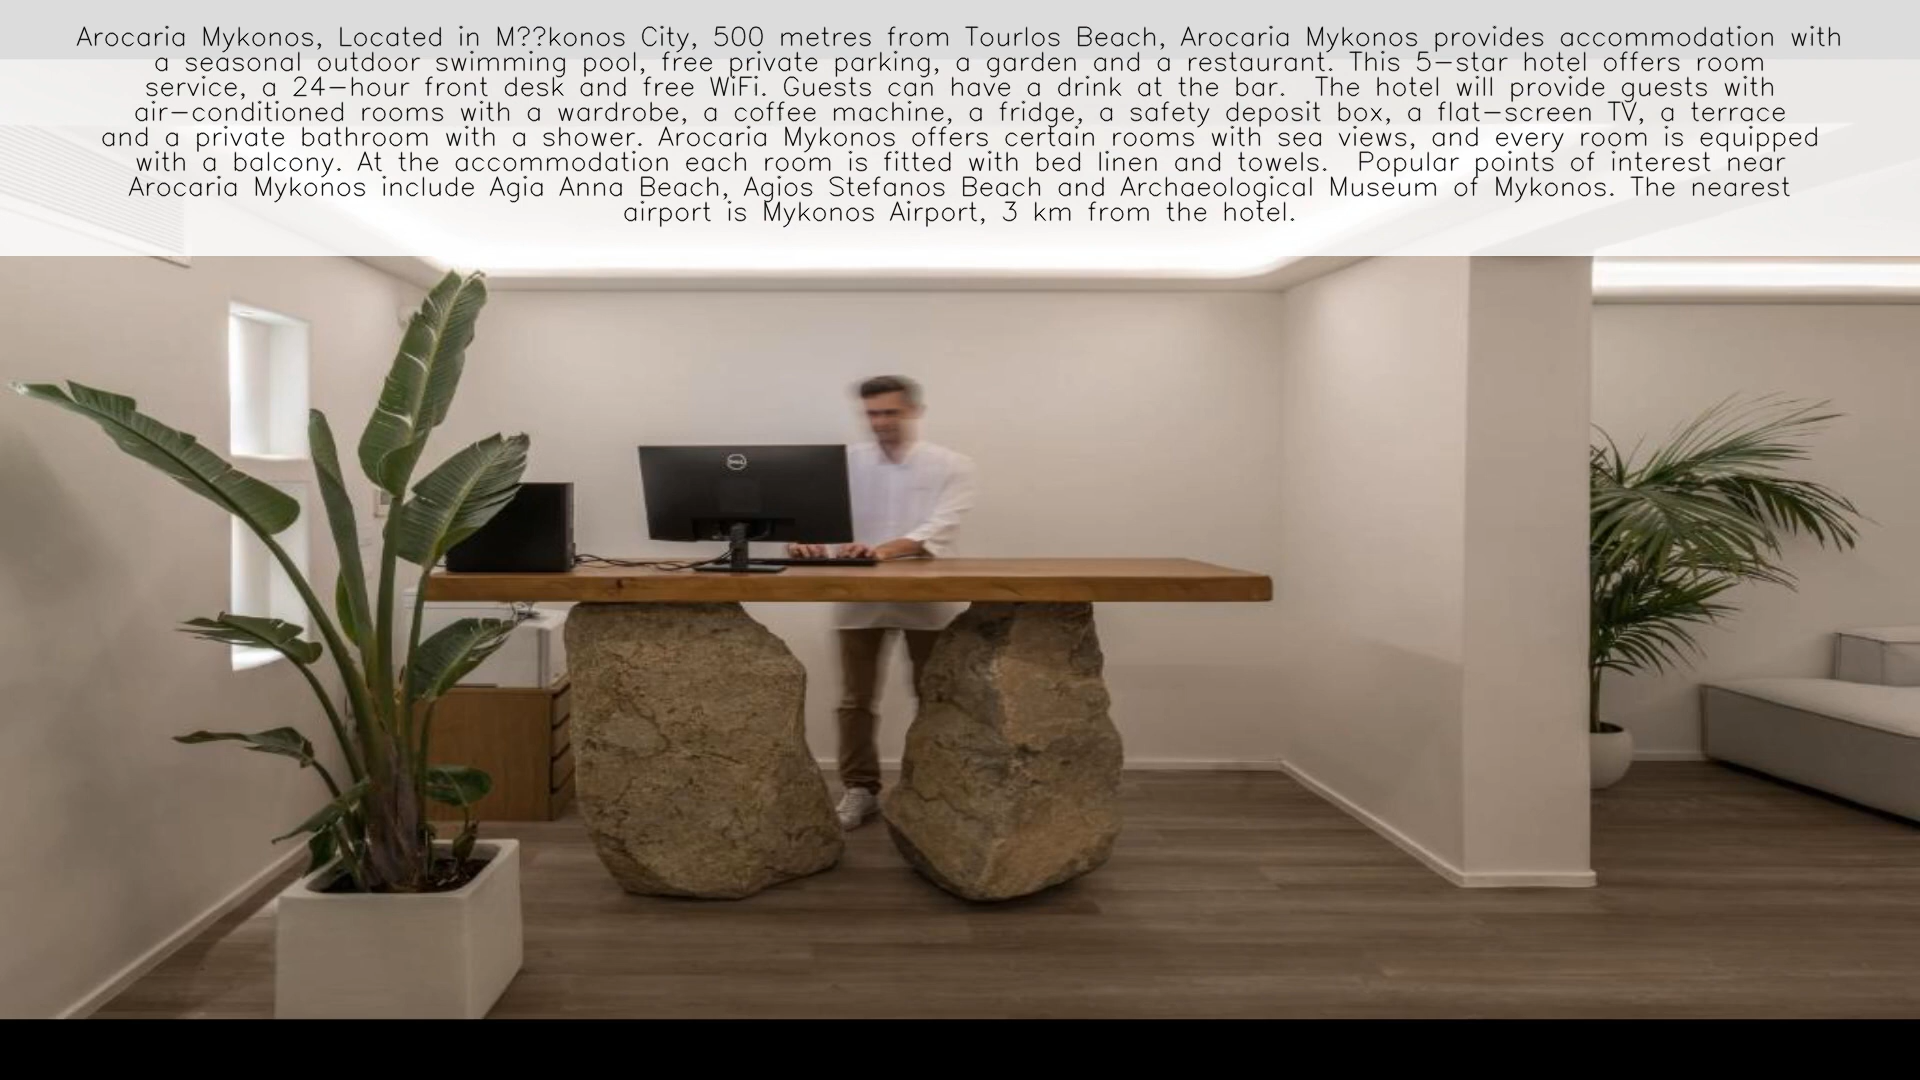 Arocaria Mykonos, Located in M??konos City, 500 metres from Tourlos Beach, Arocaria Mykonos provides accommodation with
a seasonal outdoor swimming pool, free private parking, a garden and a restaurant. This 5-star hotel offers room
service, a 24-hour front desk and free WiFi. Guests can have a drink at the bar.  The hotel will provide guests with
air-conditioned rooms with a wardrobe, a coffee machine, a fridge, a safety deposit box, a flat-screen TV, a terrace
and a private bathroom with a shower. Arocaria Mykonos offers certain rooms with sea views, and every room is equipped
with a balcony. At the accommodation each room is fitted with bed linen and towels.  Popular points of interest near
Arocaria Mykonos include Agia Anna Beach, Agios Stefanos Beach and Archaeological Museum of Mykonos. The nearest
airport is Mykonos Airport, 3 km from the hotel.
DELL